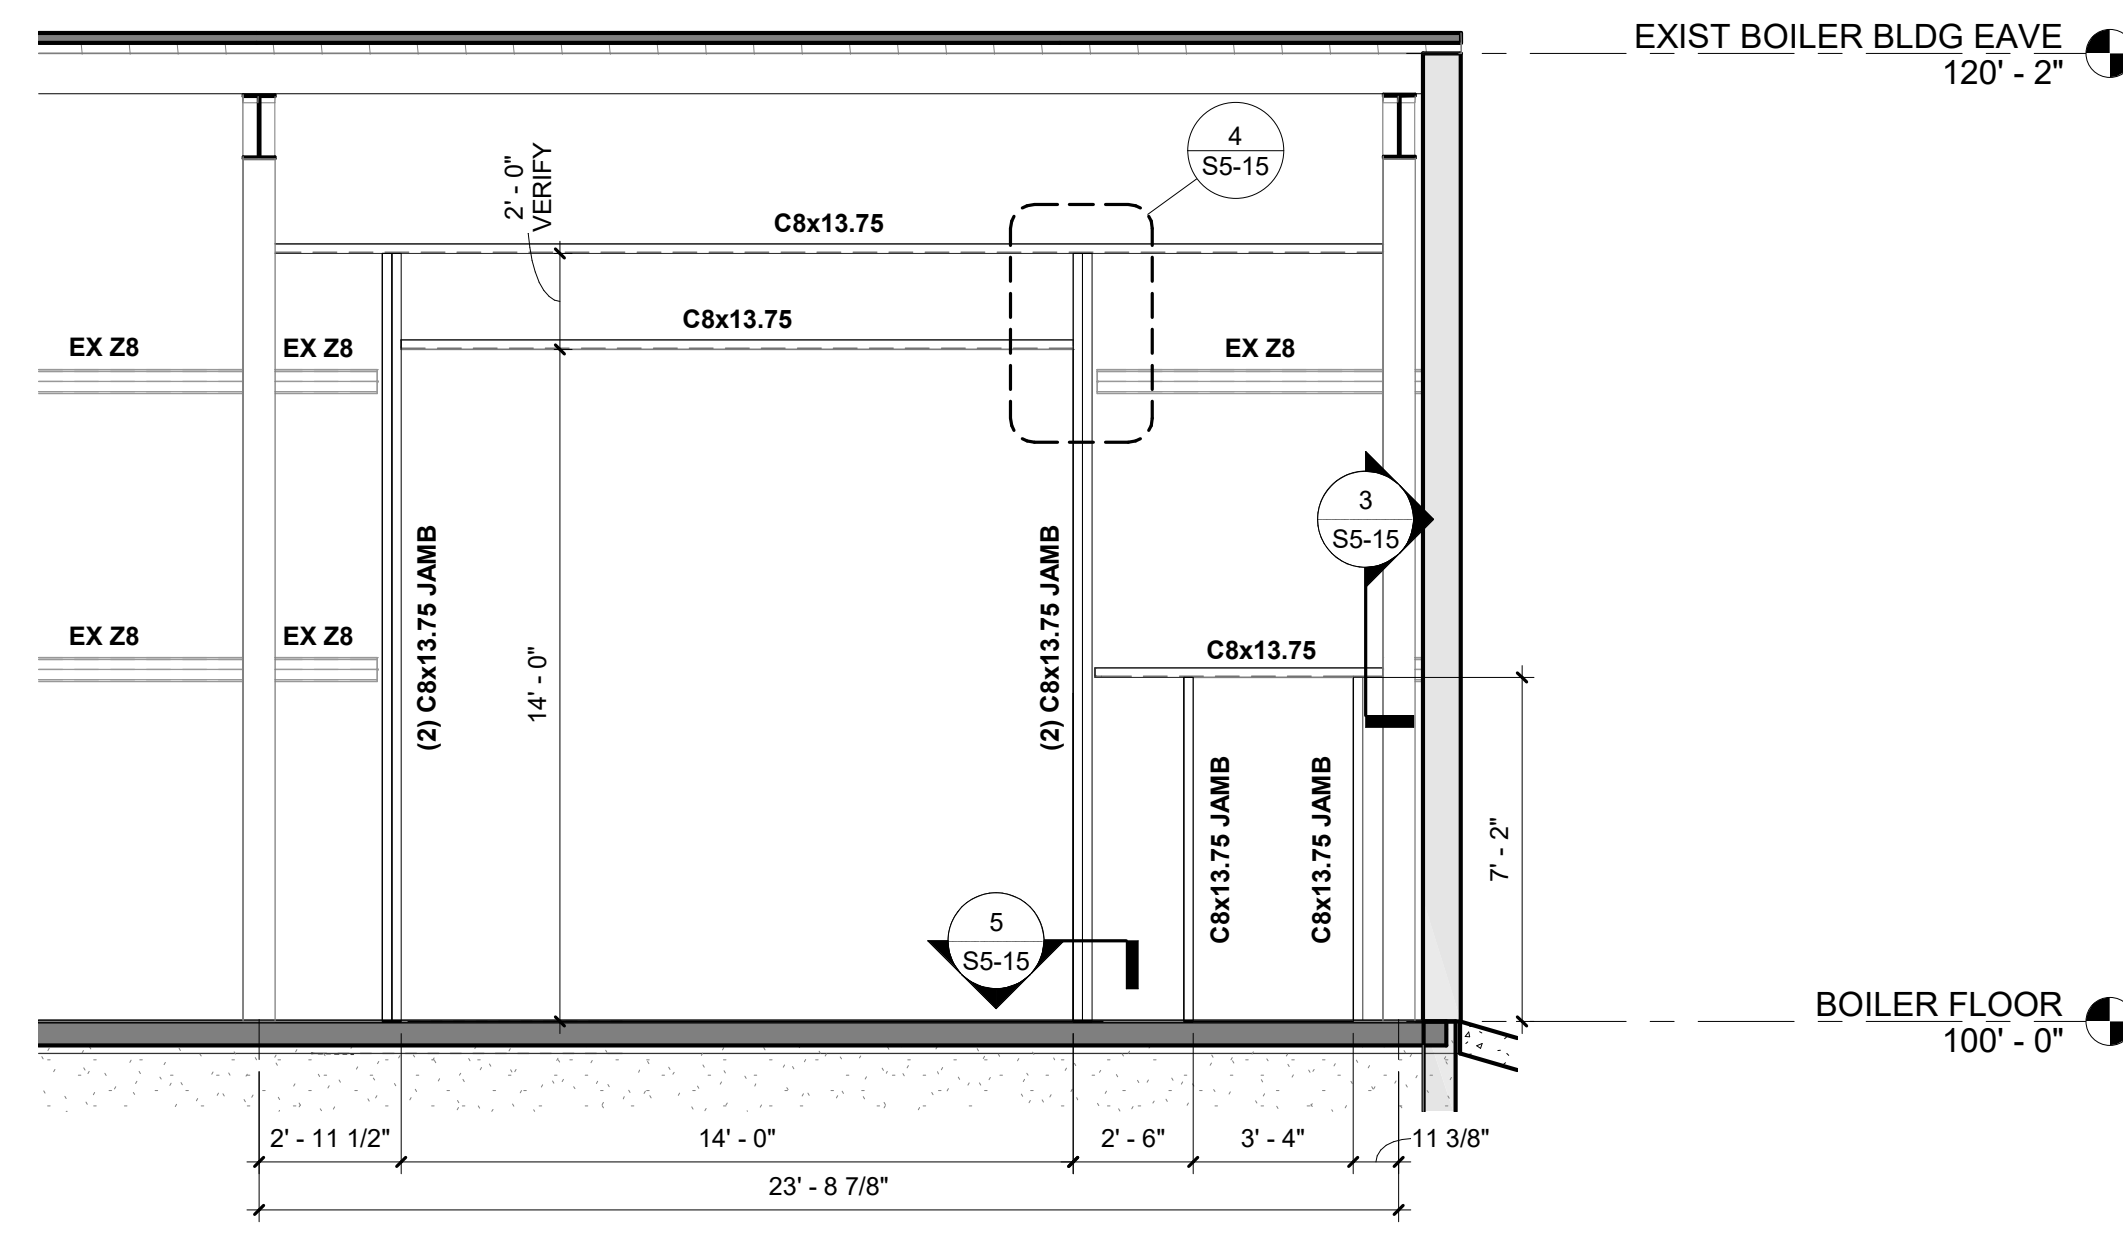 EXIST BOILER BLDG EAVE
120' - 2"
4
S5-15
2' - 0"
VERIFY
C8x13.75
C8x13.75
EX Z8
EX Z8
EX Z8
3
S5-15
(2) C8x13.75 JAMB
(2) C8x13.75 JAMB
EX Z8
EX Z8
14' - 0"
C8x13.75
C8x13.75 JAMB
C8x13.75 JAMB
7' - 2"
5
S5-15
BOILER FLOOR
100' - 0"
2' - 11 1/2"
14' - 0"
2' - 6"
3' - 4"
11 3/8"
23' - 8 7/8"